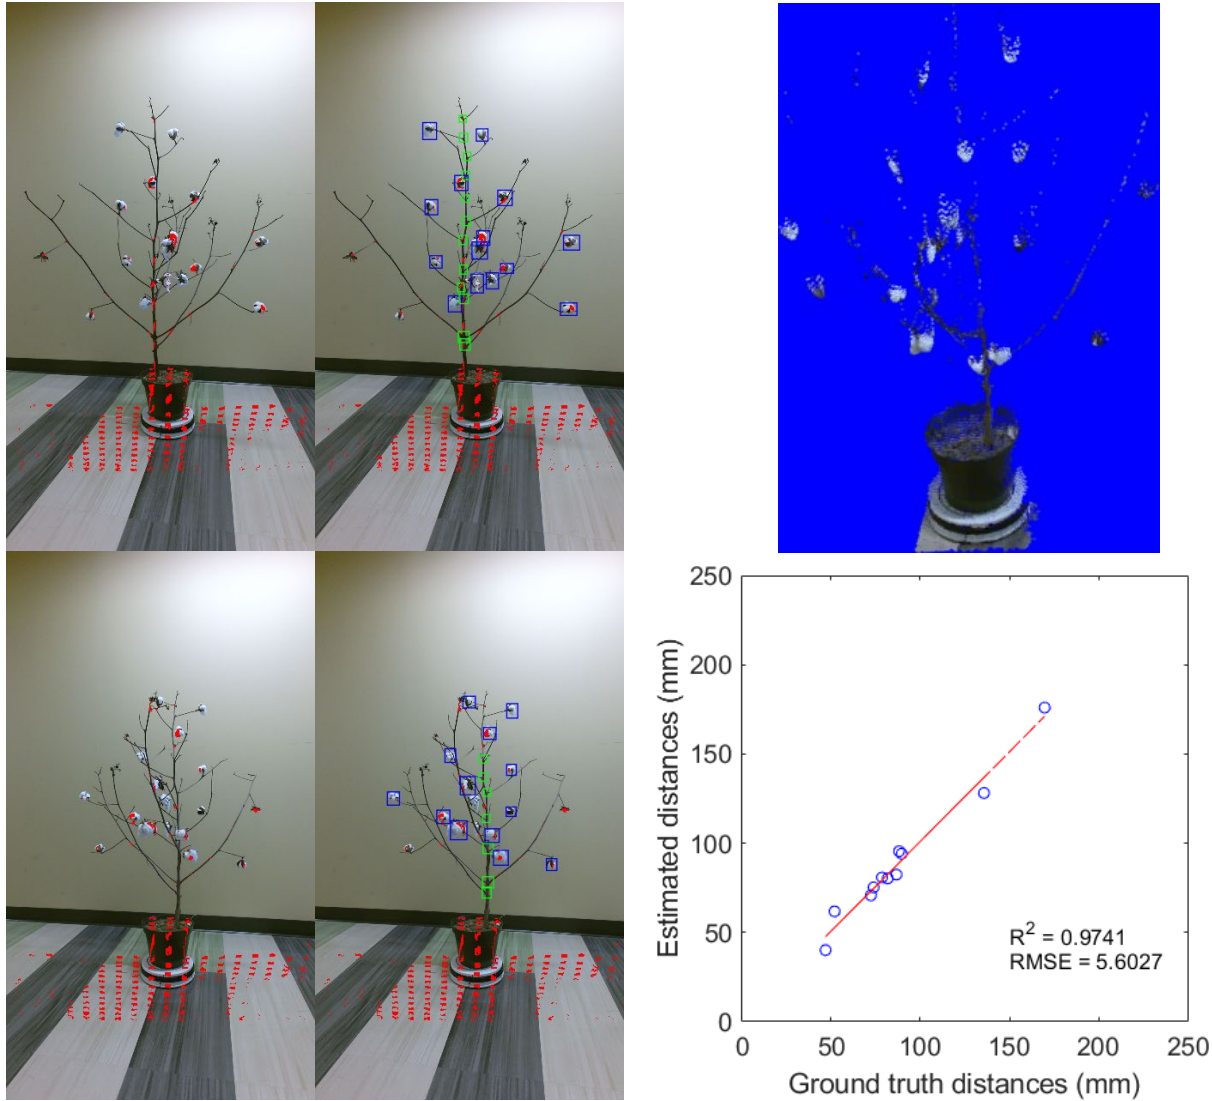 250
200
150
100
50
0
Estimated distances (mm)
R² = 0.9741
RMSE = 5.6027
0 50 100 150 200 250
Ground truth distances (mm)